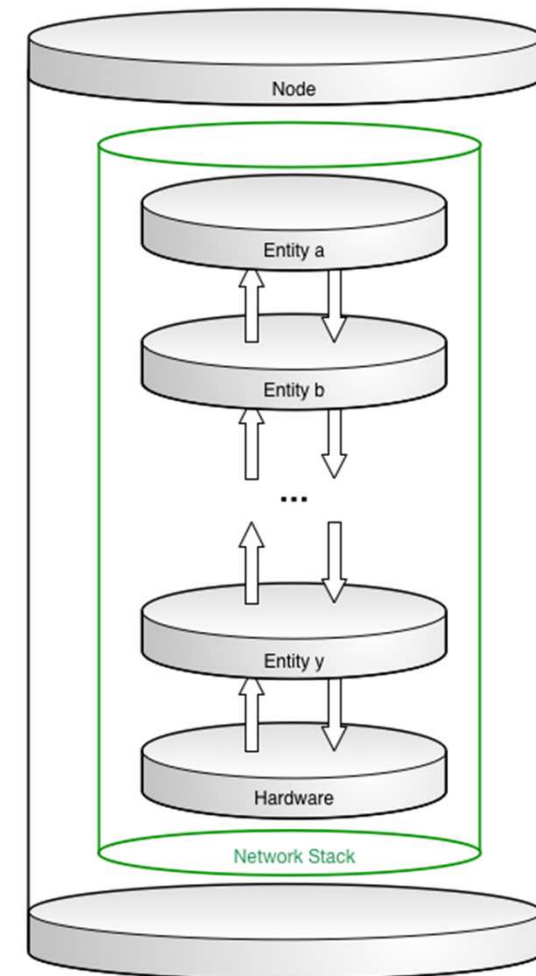 Node
Entity a
Entity b
...
Entity y
Hardware
Network Stack